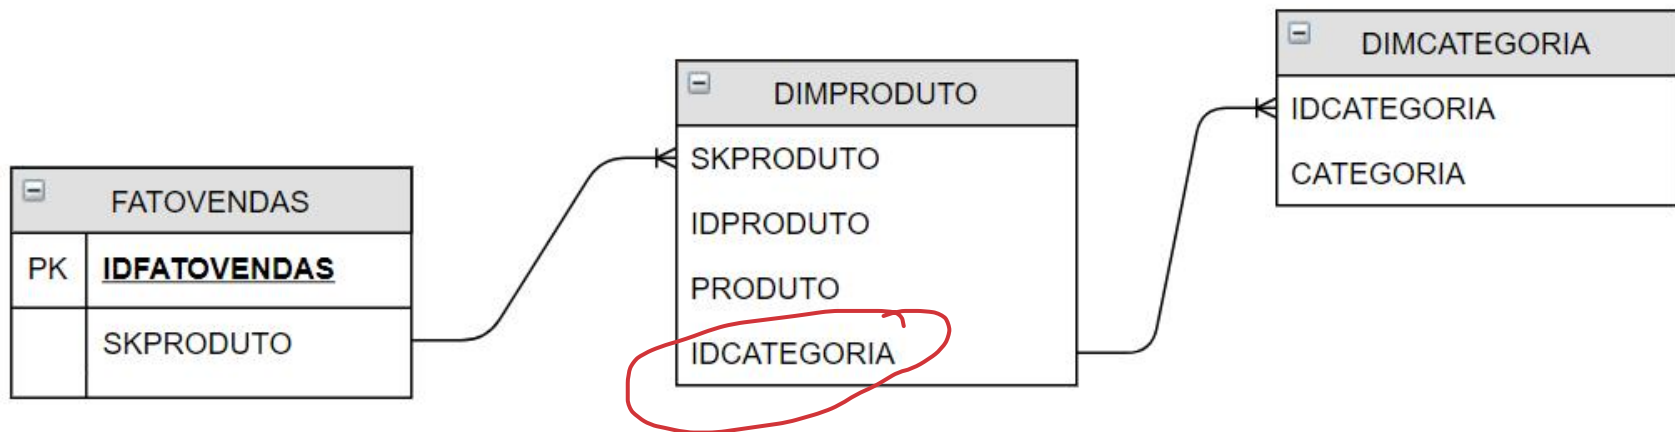 FATOVENDAS
PK IDFATOVENDAS
SKPRODUTO
DIMPRODUTO
SKPRODUTO
IDPRODUTO
PRODUTO
IDCATEGORIA
DIMCATEGORIA
IDCATEGORIA
CATEGORIA